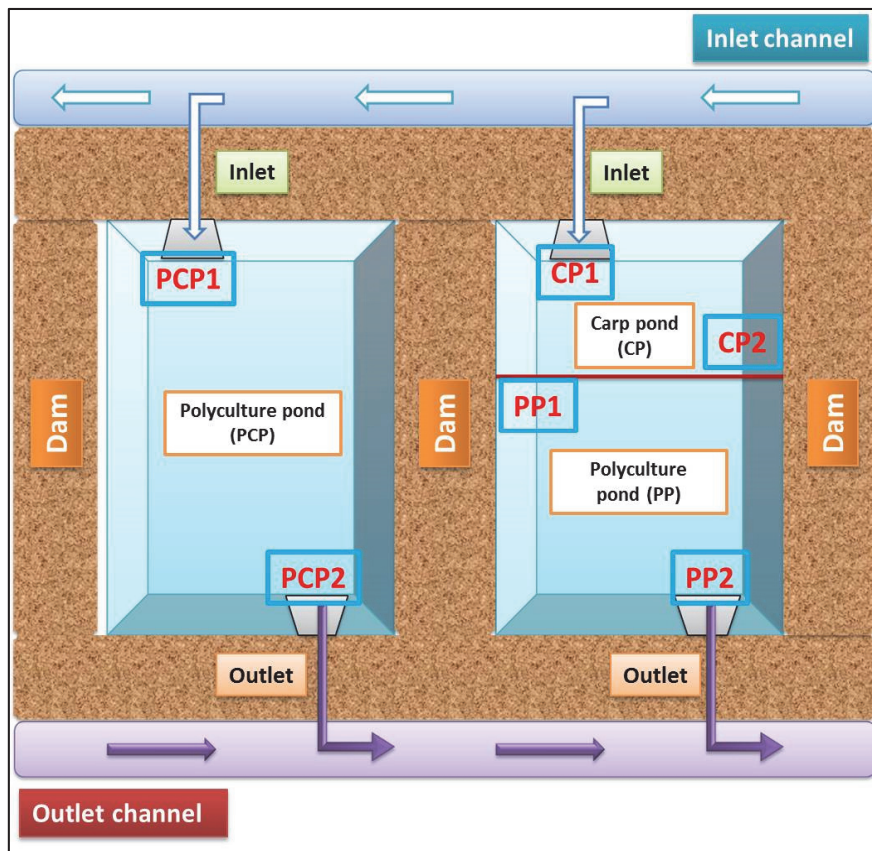 Inlet channel
Inlet
Inlet
PCP1
CP1
Carp pond
(CP)
CP2
Dam
Polyculture pond
(PCP)
Dam
PP1
Polyculture
pond (PP)
Dam
PCP2
PP2
Outlet
Outlet
Outlet channel